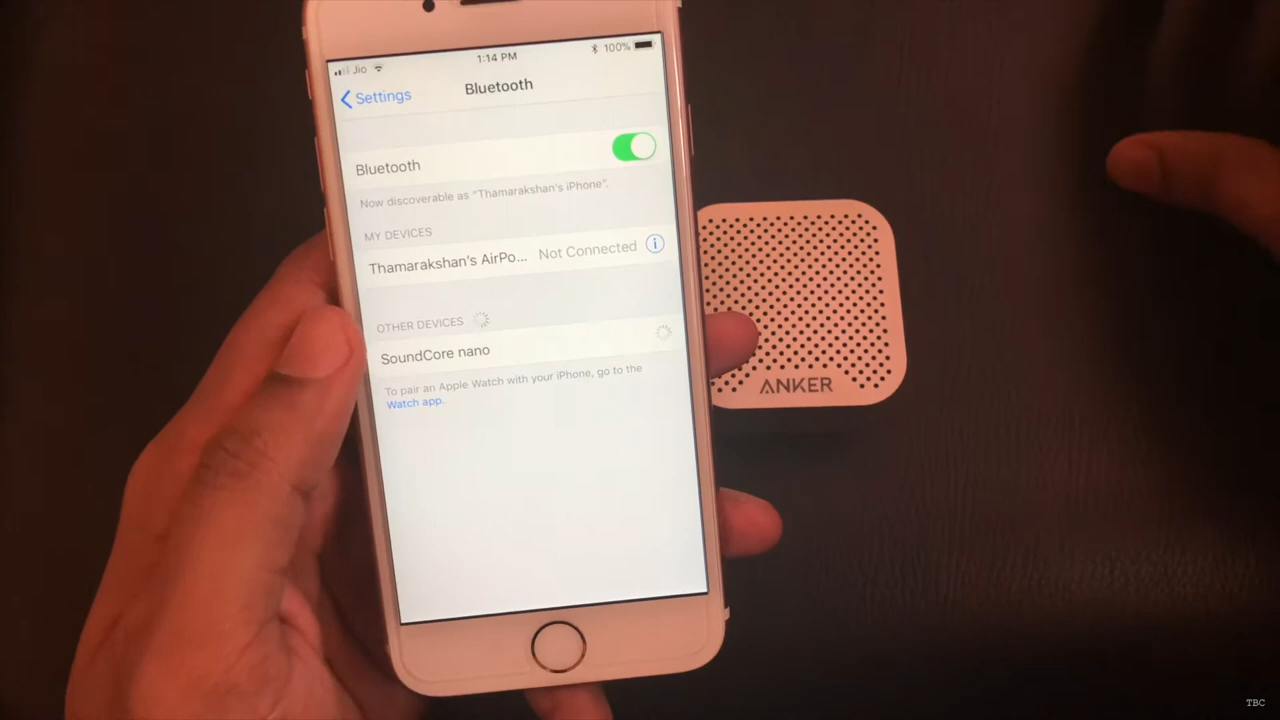 Jio 1:14 PM 100%
Settings Bluetooth
Bluetooth
Now discoverable as “Thamarakshan's iPhone”.
MY DEVICES
Thamarakshan's AirPo... Not Connected
OTHER DEVICES
SoundCore nano
To pair an Apple Watch with your iPhone, go to the
Watch app.
ANKER
TBC